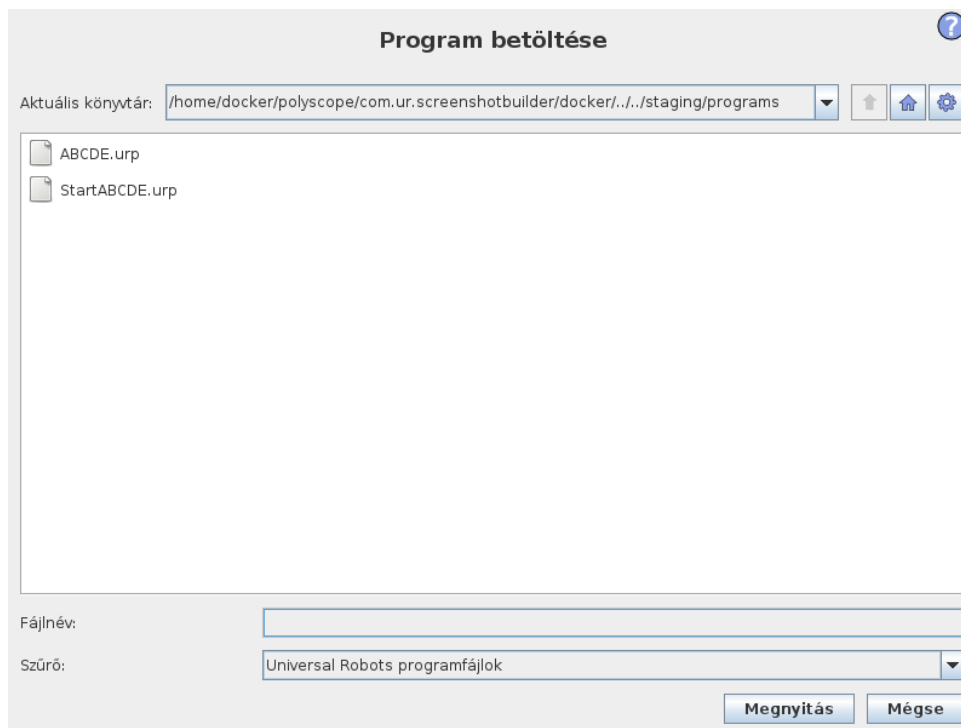 Program betöltése
?
Aktuális könyvtár: /home/docker/polyscope/com.ur.screenshotbuilder/docker/../../staging/programs
ABCDE.urp
StartABCDE.urp
Fájlnév:
Szűrő: Universal Robots programfájlok
Megnyitás Mégse